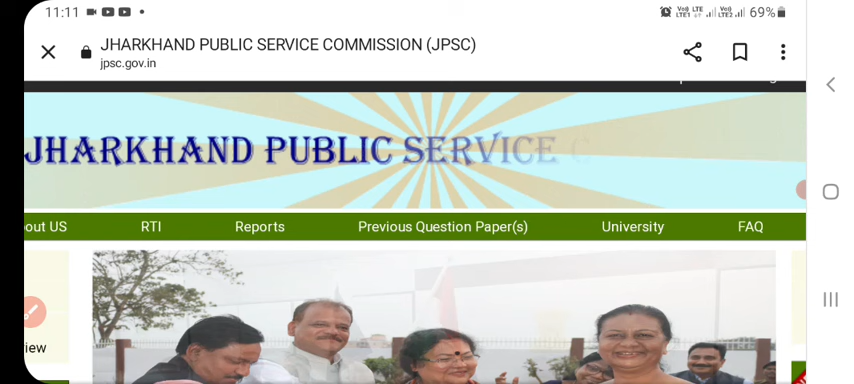 11:11 69%
JHARKHAND PUBLIC SERVICE COMMISSION (JPSC)
jpsc.gov.in
JHARKHAND PUBLIC SERVICE C
out US RTI Reports Previous Question Paper(s) University FAQ
iew